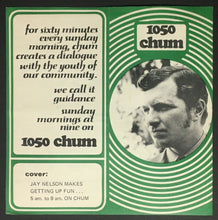 for sixty minutes
every sunday
morning, chum
creates a dialogue
with the youth of
our community.
we call it
guidance
sunday
mornings at
nine on
1050 chum
cover:
JAY NELSON MAKES
GETTING UP FUN . . .
5 am. to 9 am. ON CHUM
1050
chum